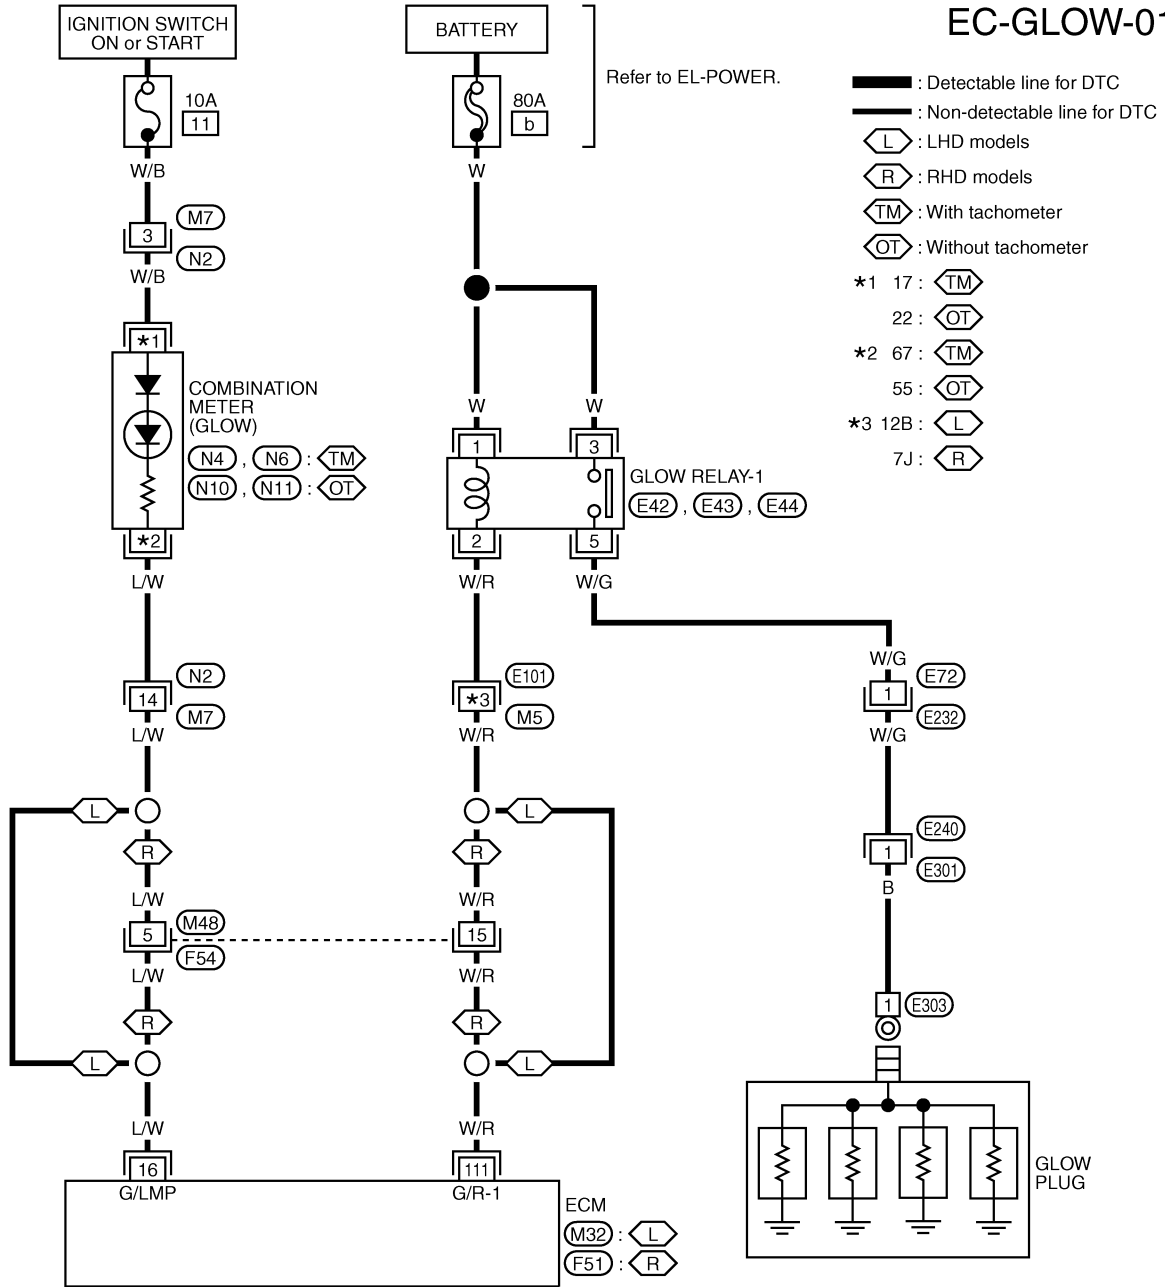 EC-GLOW-01
IGNITION SWITCH
ON or START
BATTERY
Refer to EL-POWER.
10A
11
80A
b
: Detectable line for DTC
: Non-detectable line for DTC
L : LHD models
R : RHD models
TM : With tachometer
OT : Without tachometer
*1 17 : TM
22 : OT
*2 67 : TM
55 : OT
*3 12B : L
7J : R
W/B
W
3
M7
N2
W/B
*1
COMBINATION
METER
(GLOW)
N4 , N6 : TM
N10 , N11 : OT
*2
L/W
W
W
1
3
GLOW RELAY-1
E42 , E43 , E44
2
5
W/R
W/G
14
N2
M7
L/W
*3
E101
M5
W/R
W/G
1
E72
E232
W/G
L
L
R
R
L/W
W/R
5
M48
F54
15
L/W
W/R
R
R
L
L
1
E240
E301
B
1
E303
L/W
W/R
16
111
G/LMP
G/R-1
ECM
M32 : L
F51 : R
GLOW
PLUG